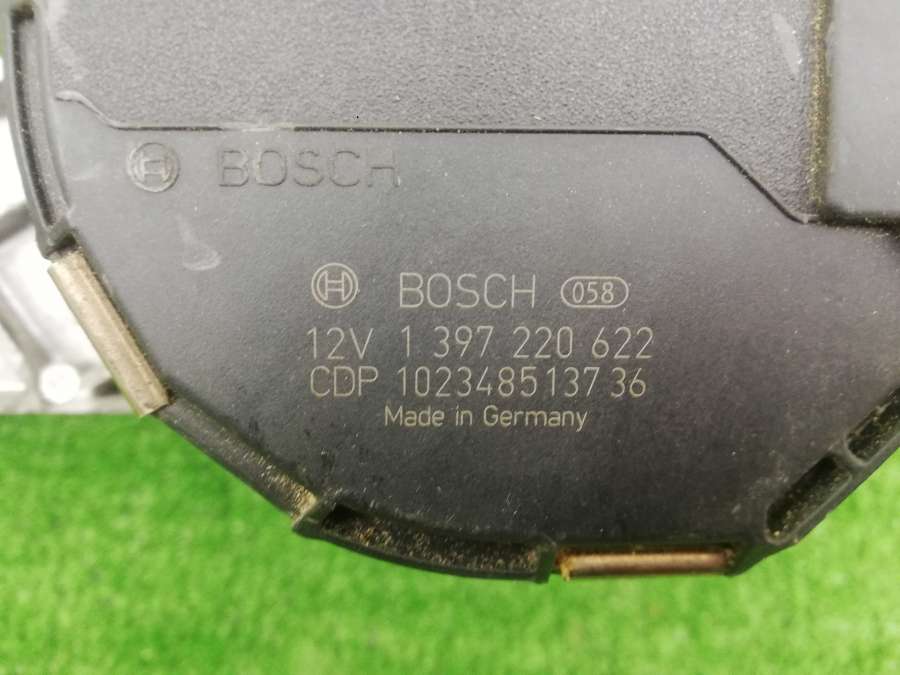 BOSCH
BOSCH 058
12V 1 397 220 622
CDP 1023485137 36
Made in Germany